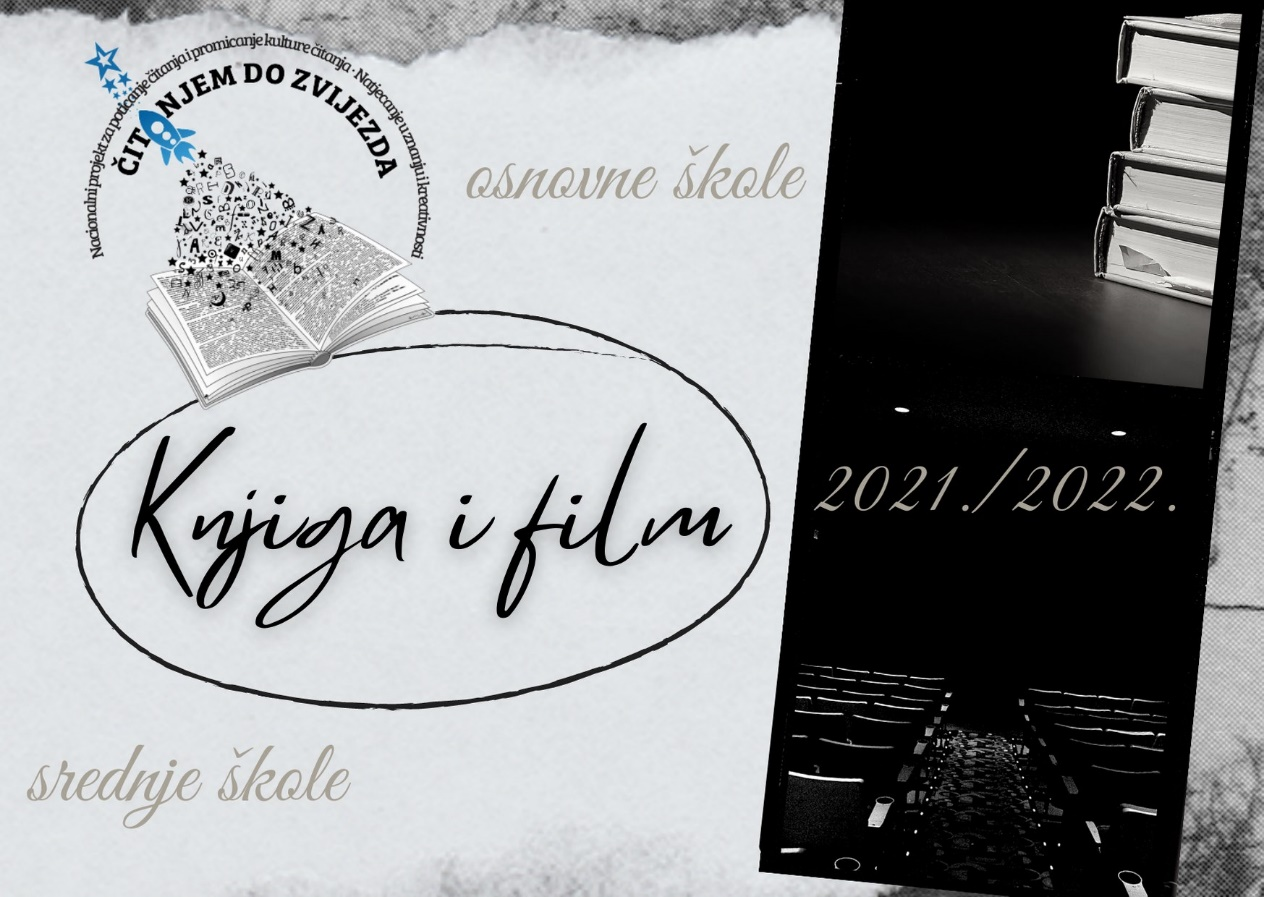 Nacionalni projekt za poticanje čitanja i promicanje kulture čitanja · Natjecanje u znanju i kreativnosti
ČITANJEM DO ZVIJEZDA
osnovne škole
Knjiga i film
2021./2022.
srednje škole